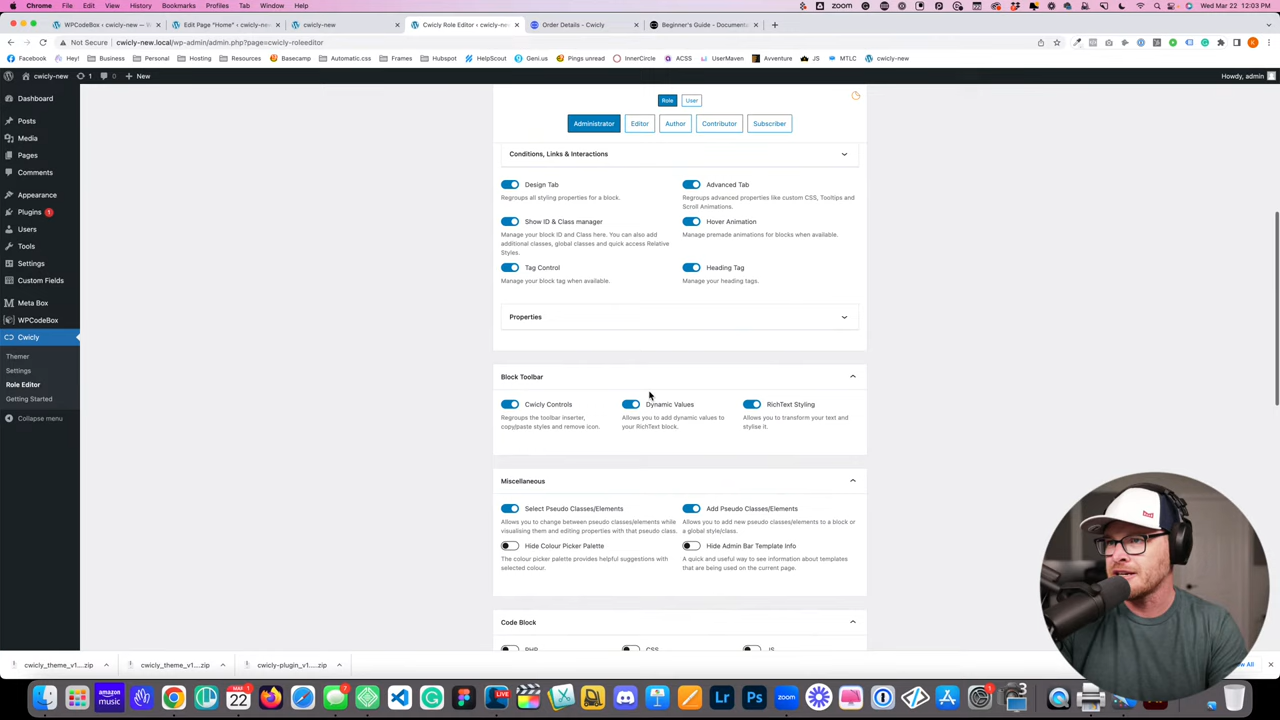 Chrome File Edit View History Bookmarks Profiles Tab Window Help
Wed Mar 22 12:03 PM
WPCodeBox ‹ cwicly-new — W
Edit Page "Home" ‹ cwicly-new
cwicly-new
Cwicly Role Editor ‹ cwicly-new
Order Details - Cwicly
Beginner's Guide - Document
Not Secure cwicly-new.local/wp-admin/admin.php?page=cwicly-roleeditor
Facebook Hey! Business Personal Hosting Resources Basecamp Automatic.css Frames Hubspot Geni.us HelpScout Pings unread InnerCircle ACSS UserMaven Avventure JS MTLC cwicly-new
cwicly-new 1 0 New
Howdy, admin
Dashboard
Posts
Media
Pages
Comments
Appearance
Plugins 1
Users
Tools
Settings
Custom Fields
Meta Box
WPCodeBox
Cwicly
Themer
Settings
Role Editor
Getting Started
Collapse menu
Role User
Administrator Editor Author Contributor Subscriber
Conditions, Links & Interactions
Design Tab
Regroups all styling properties for a block.
Advanced Tab
Regroups advanced properties like custom CSS, Tooltips and
Scroll Animations.
Show ID & Class manager
Manage your block ID and Class here. You can also add
additional classes, global classes and quick access Relative
Styles.
Hover Animation
Manage premade animations for blocks when available.
Tag Control
Manage your block tag when available.
Heading Tag
Manage your heading tags.
Properties
Block Toolbar
Cwicly Controls
Regroups the toolbar inserter,
copy/paste styles and remove icon.
Dynamic Values
Allows you to add dynamic values to
your RichText block.
RichText Styling
Allows you to transform your text and
stylise it.
Miscellaneous
Select Pseudo Classes/Elements
Allows you to change between pseudo classes/elements while
visualising them and editing properties with that pseudo class.
Add Pseudo Classes/Elements
Allows you to add new pseudo classes/elements to a block or
a global style/class.
Hide Colour Picker Palette
The colour picker palette provides helpful suggestions with
selected colour.
Hide Admin Bar Template Info
A quick and useful way to see information about templates
that are being used on the current page.
Code Block
PHP CSS JS
cwicly_theme_v1....zip
cwicly_theme_v1....zip
cwicly-plugin_v1....zip
w All